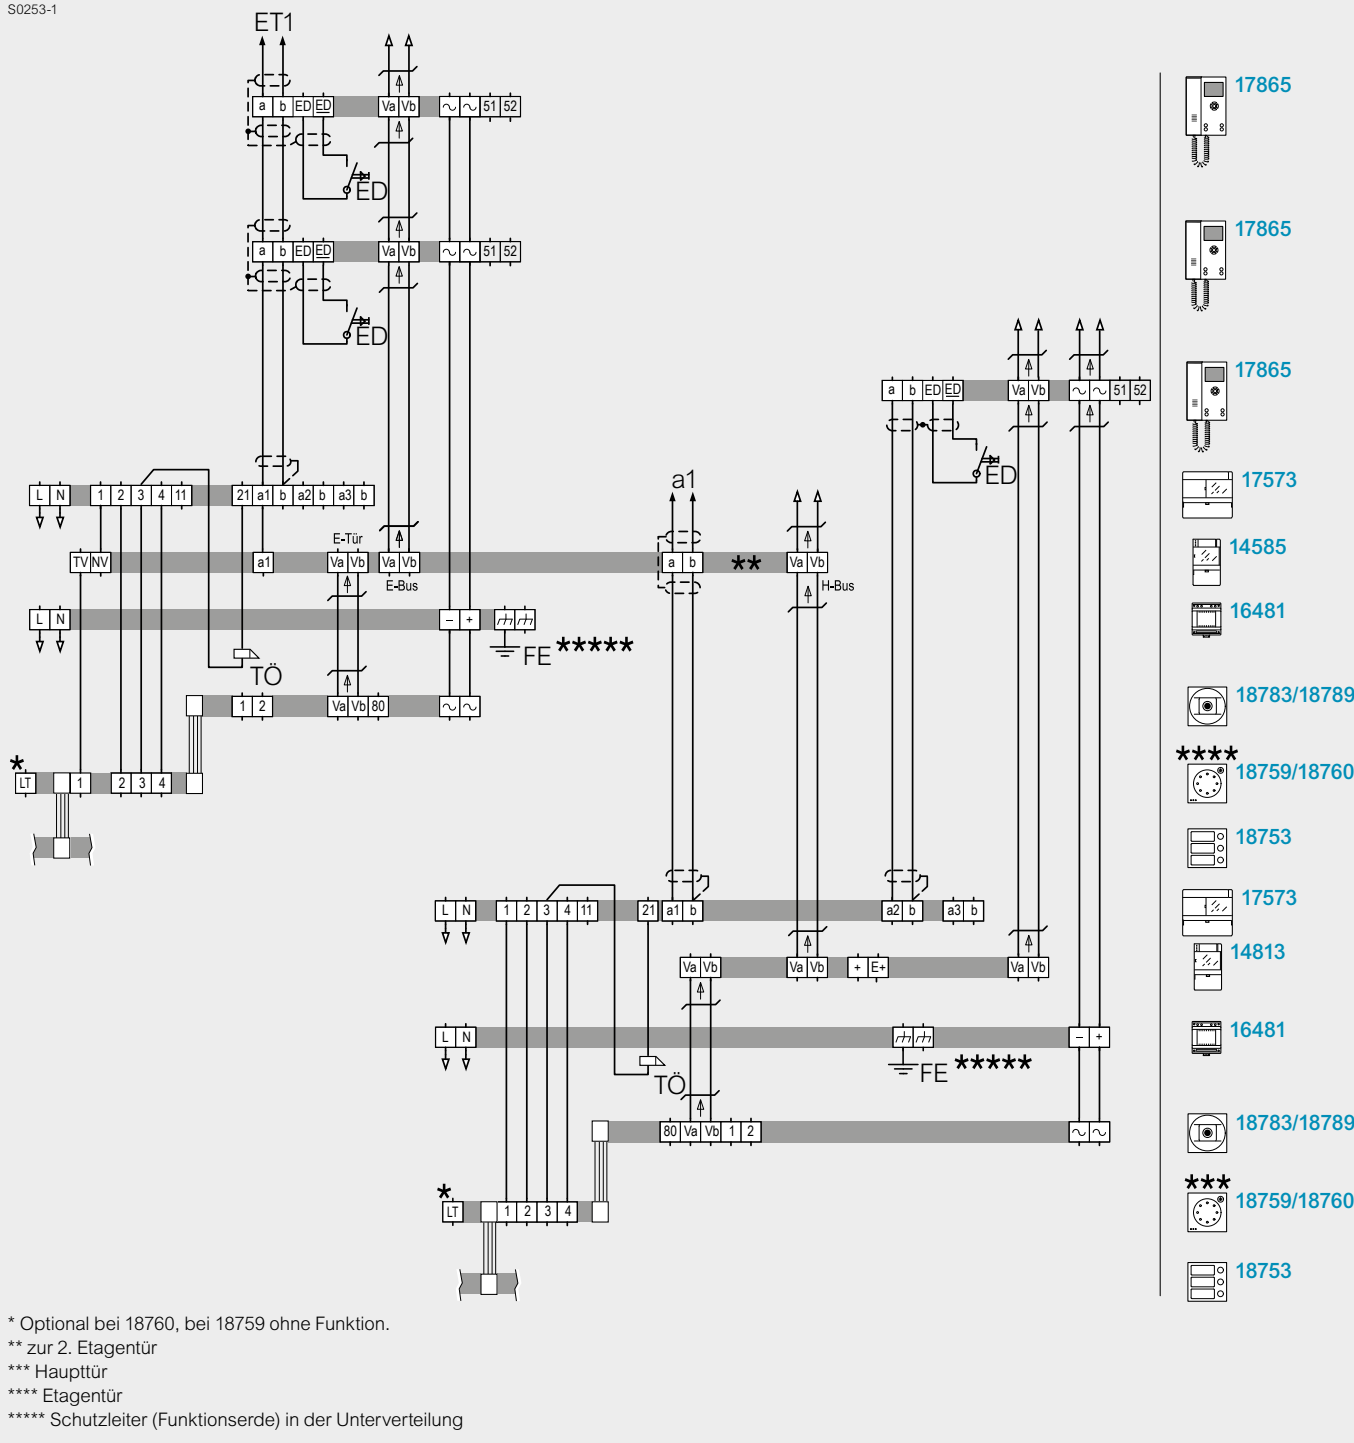 S0253-1
ET1
a b ED ED Va Vb ~ ~ 51 52
17865
ED
a b ED ED Va Vb ~ ~ 51 52
17865
ED
a b ED ED Va Vb ~ ~ 51 52
17865
ED
L N 1 2 3 4 11 21 a1 b a2 b a3 b
17573
a1
E-Tür
TV NV a1 Va Vb Va Vb a b ** Va Vb
14585
E-Bus
H-Bus
L N – +
16481
FE *****
TÖ
1 2 Va Vb 80 ~ ~
18783/18789
*
LT 1 2 3 4
****
18759/18760
18753
L N 1 2 3 4 11 21 a1 b a2 b a3 b
17573
Va Vb Va Vb + E+ Va Vb
14813
L N – +
16481
FE *****
TÖ
80 Va Vb 1 2 ~ ~
18783/18789
*
LT 1 2 3 4
***
18759/18760
18753
* Optional bei 18760, bei 18759 ohne Funktion.
** zur 2. Etagentür
*** Haupttür
**** Etagentür
***** Schutzleiter (Funktionserde) in der Unterverteilung